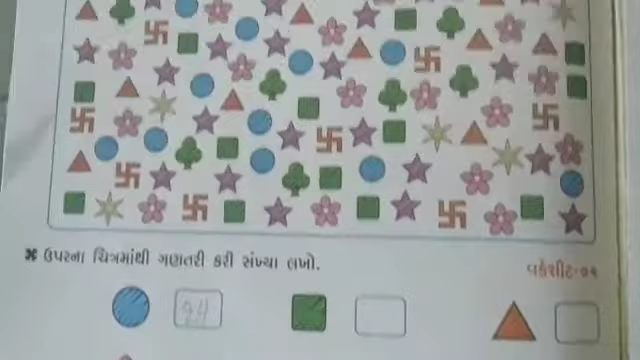 ✖ ઉપરના ચિત્રમાંથી ગણતરી કરી સંખ્યા લખો.
વર્કશીટ-૦૧